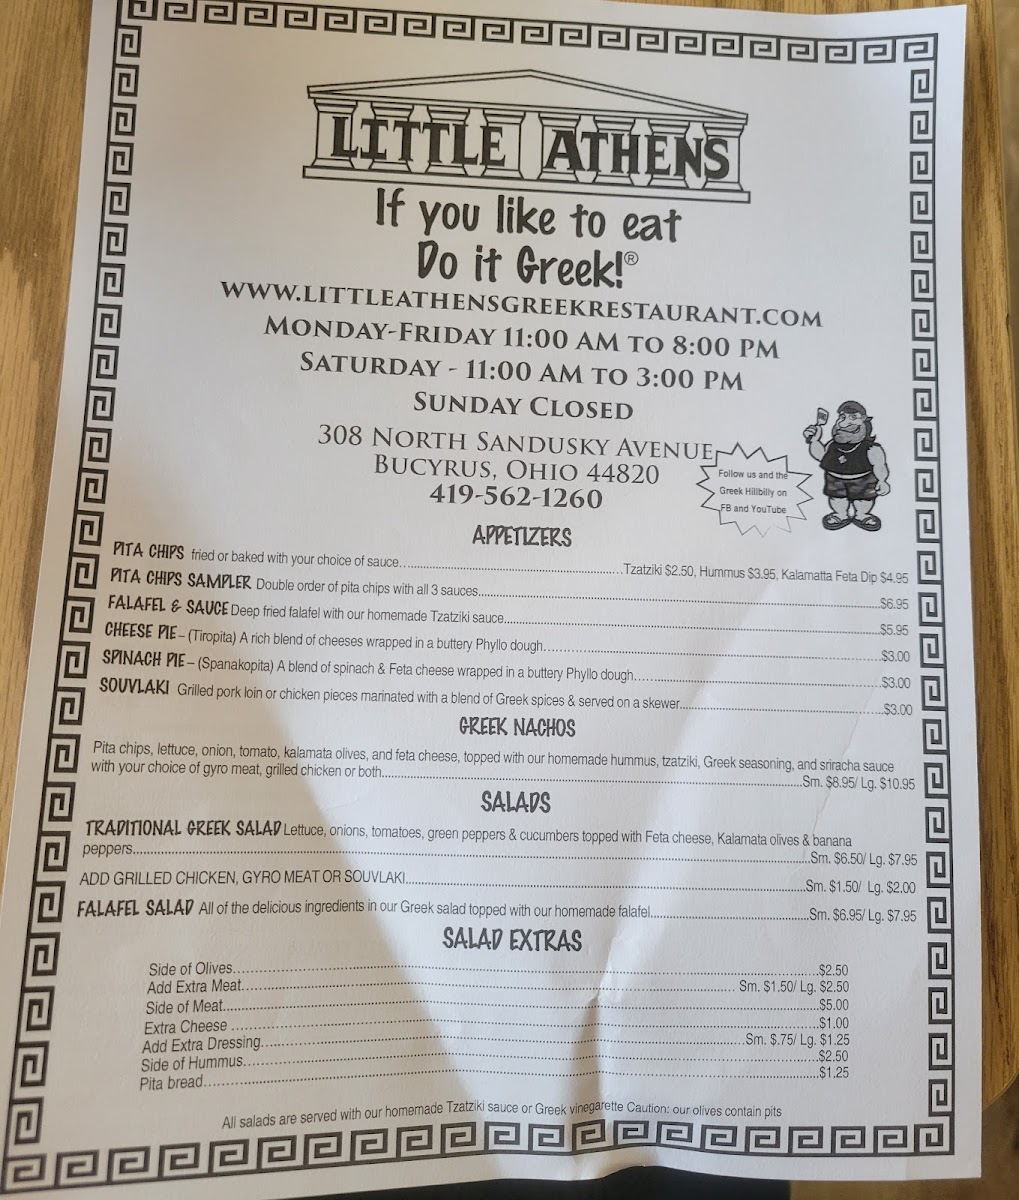 LITTLE ATHENS
If you like to eat
Do it Greek!®
WWW.LITTLEATHENSGREEKRESTAURANT.COM
MONDAY-FRIDAY 11:00 AM TO 8:00 PM
SATURDAY - 11:00 AM TO 3:00 PM
SUNDAY CLOSED
308 NORTH SANDUSKY AVENUE
BUCYRUS, OHIO 44820
419-562-1260
Follow us and the
Greek Hillbilly on
FB and YouTube
APPETIZERS
PITA CHIPS fried or baked with your choice of sauce.....Tzatziki $2.50, Hummus $3.95, Kalamatta Feta Dip $4.95
PITA CHIPS SAMPLER Double order of pita chips with all 3 sauces.....$6.95
FALAFEL & SAUCE Deep fried falafel with our homemade Tzatziki sauce.....$5.95
CHEESE PIE – (Tiropita) A rich blend of cheeses wrapped in a buttery Phyllo dough.....$3.00
SPINACH PIE – (Spanakopita) A blend of spinach & Feta cheese wrapped in a buttery Phyllo dough.....$3.00
SOUVLAKI Grilled pork loin or chicken pieces marinated with a blend of Greek spices & served on a skewer.....$3.00
GREEK NACHOS
Pita chips, lettuce, onion, tomato, kalamata olives, and feta cheese, topped with our homemade hummus, tzatziki, Greek seasoning, and sriracha sauce
with your choice of gyro meat, grilled chicken or both.....Sm. $8.95/ Lg. $10.95
SALADS
TRADITIONAL GREEK SALAD Lettuce, onions, tomatoes, green peppers & cucumbers topped with Feta cheese, Kalamata olives & banana
peppers.....Sm. $6.50/ Lg. $7.95
ADD GRILLED CHICKEN, GYRO MEAT OR SOUVLAKI.....Sm. $1.50/ Lg. $2.00
FALAFEL SALAD All of the delicious ingredients in our Greek salad topped with our homemade falafel.....Sm. $6.95/ Lg. $7.95
SALAD EXTRAS
Side of Olives.....$2.50
Add Extra Meat.....Sm. $1.50/ Lg. $2.50
Side of Meat.....$5.00
Extra Cheese .....$1.00
Add Extra Dressing.....Sm. $.75/ Lg. $1.25
Side of Hummus.....$2.50
Pita bread.....$1.25
All salads are served with our homemade Tzatziki sauce or Greek vinegarette Caution: our olives contain pits